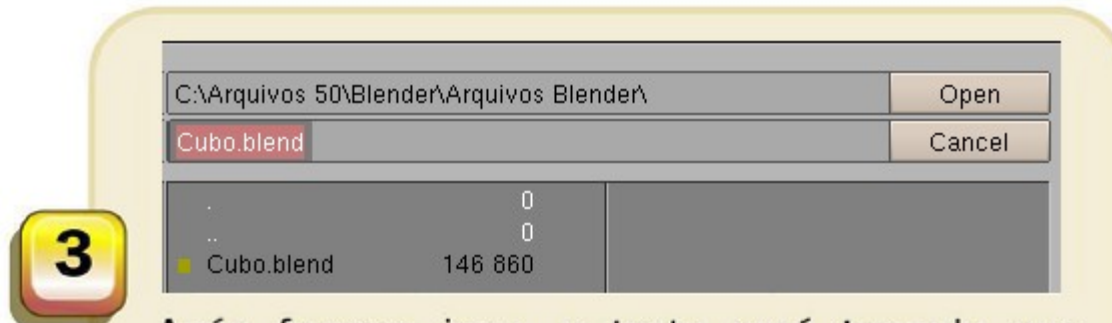 C:\Arquivos 50\Blender\Arquivos Blender\ Open
Cubo.blend Cancel
. 0
.. 0
Cubo.blend 146 860
3